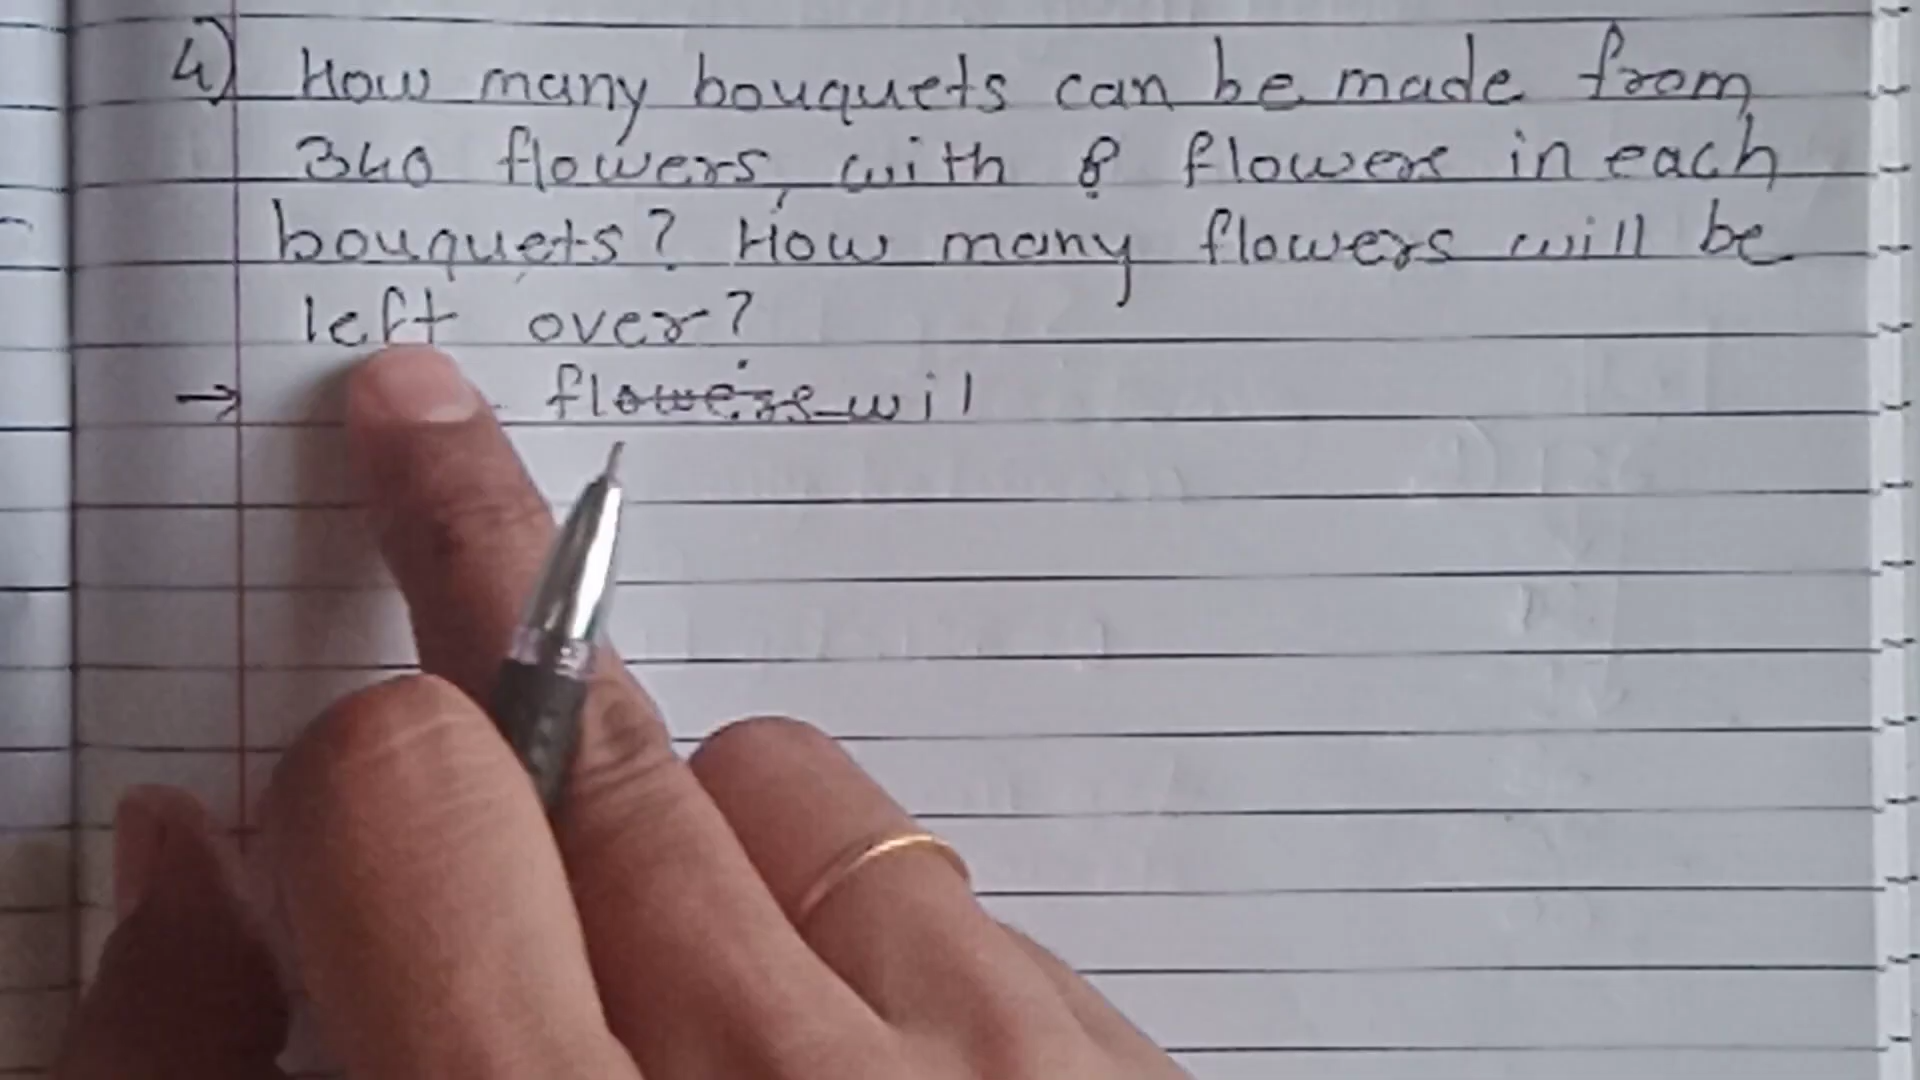 4) How many bouquets can be made from
340 flowers, with 8 flowers in each
bouquets? How many flowers will be
left over?
→ flowers wil